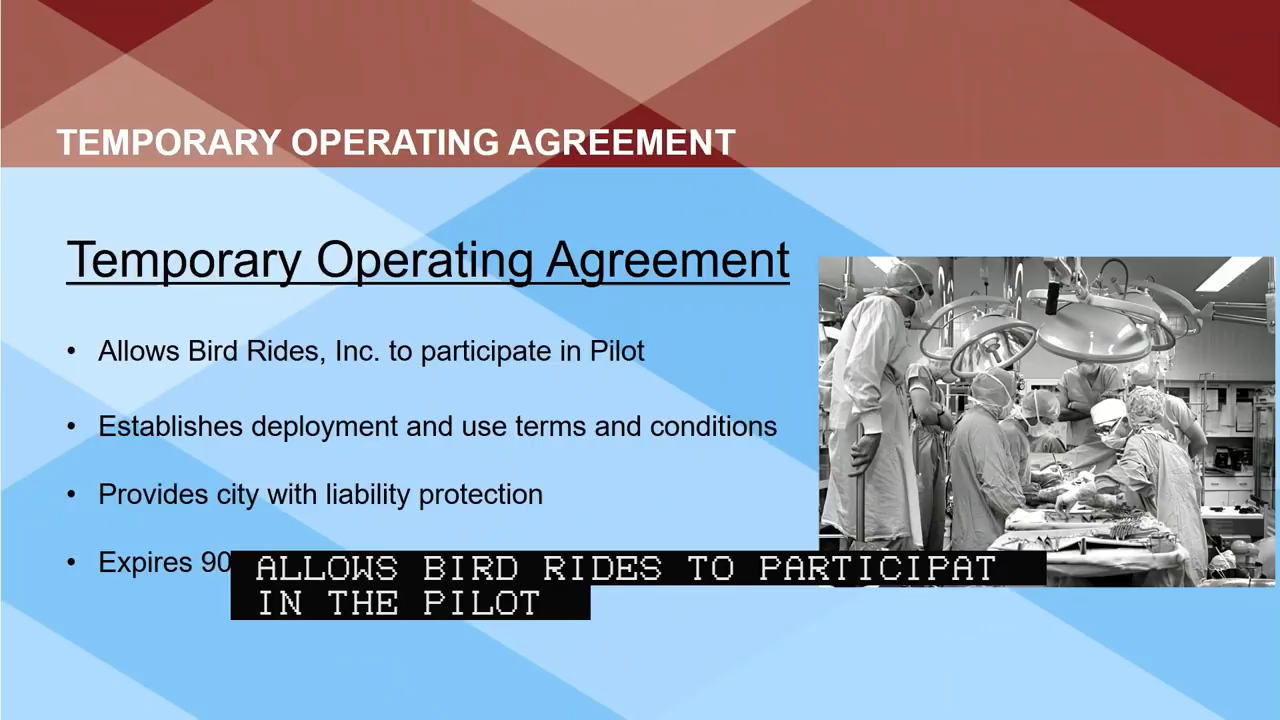 TEMPORARY OPERATING AGREEMENT
Temporary Operating Agreement
• Allows Bird Rides, Inc. to participate in Pilot
• Establishes deployment and use terms and conditions
• Provides city with liability protection
• Expires 90
ALLOWS BIRD RIDES TO PARTICIPAT
IN THE PILOT